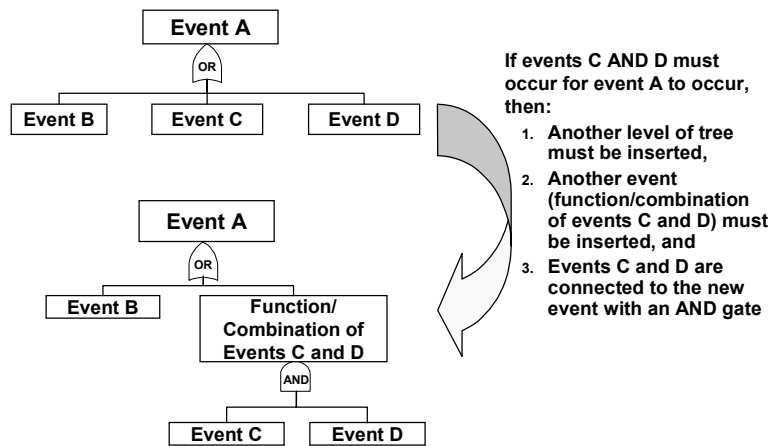 Event A
OR
Event B
Event C
Event D
If events C AND D must
occur for event A to occur,
then:
1. Another level of tree
must be inserted,
2. Another event
(function/combination
of events C and D) must
be inserted, and
3. Events C and D are
connected to the new
event with an AND gate
Event A
OR
Event B
Function/
Combination of
Events C and D
AND
Event C
Event D